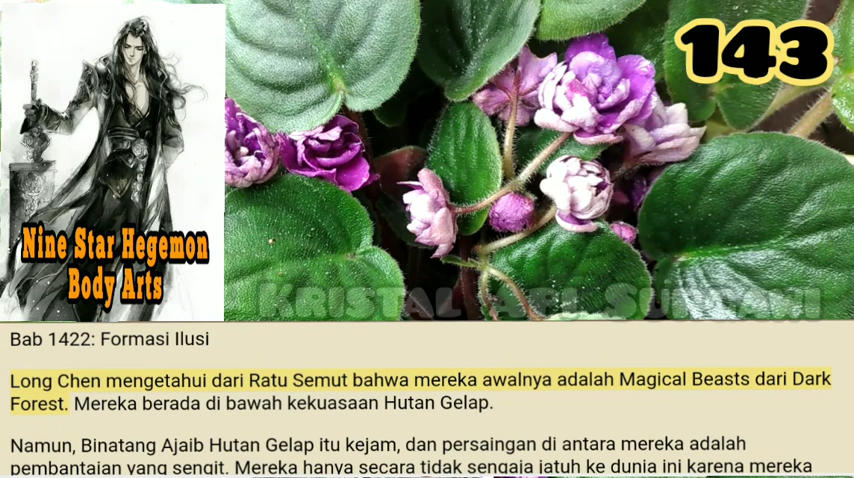 143
Nine Star Hegemon
Body Arts
Bab 1422: Formasi Ilusi
Long Chen mengetahui dari Ratu Semut bahwa mereka awalnya adalah Magical Beasts dari Dark
Forest. Mereka berada di bawah kekuasaan Hutan Gelap.
Namun, Binatang Ajaib Hutan Gelap itu kejam, dan persaingan di antara mereka adalah
pembantaian yang sengit. Mereka hanya secara tidak sengaja jatuh ke dunia ini karena mereka